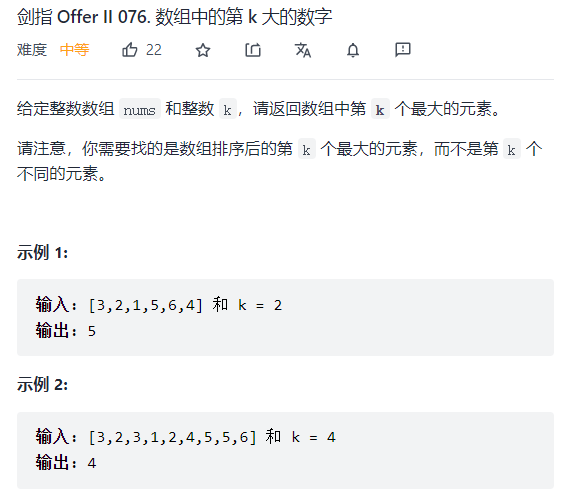 剑指 Offer II 076. 数组中的第 k 大的数字
难度 中等 22
给定整数数组 nums 和整数 k，请返回数组中第 k 个最大的元素。
请注意，你需要找的是数组排序后的第 k 个最大的元素，而不是第 k 个
不同的元素。
示例 1:
输入：[3,2,1,5,6,4] 和 k = 2
输出：5
示例 2:
输入：[3,2,3,1,2,4,5,5,6] 和 k = 4
输出：4